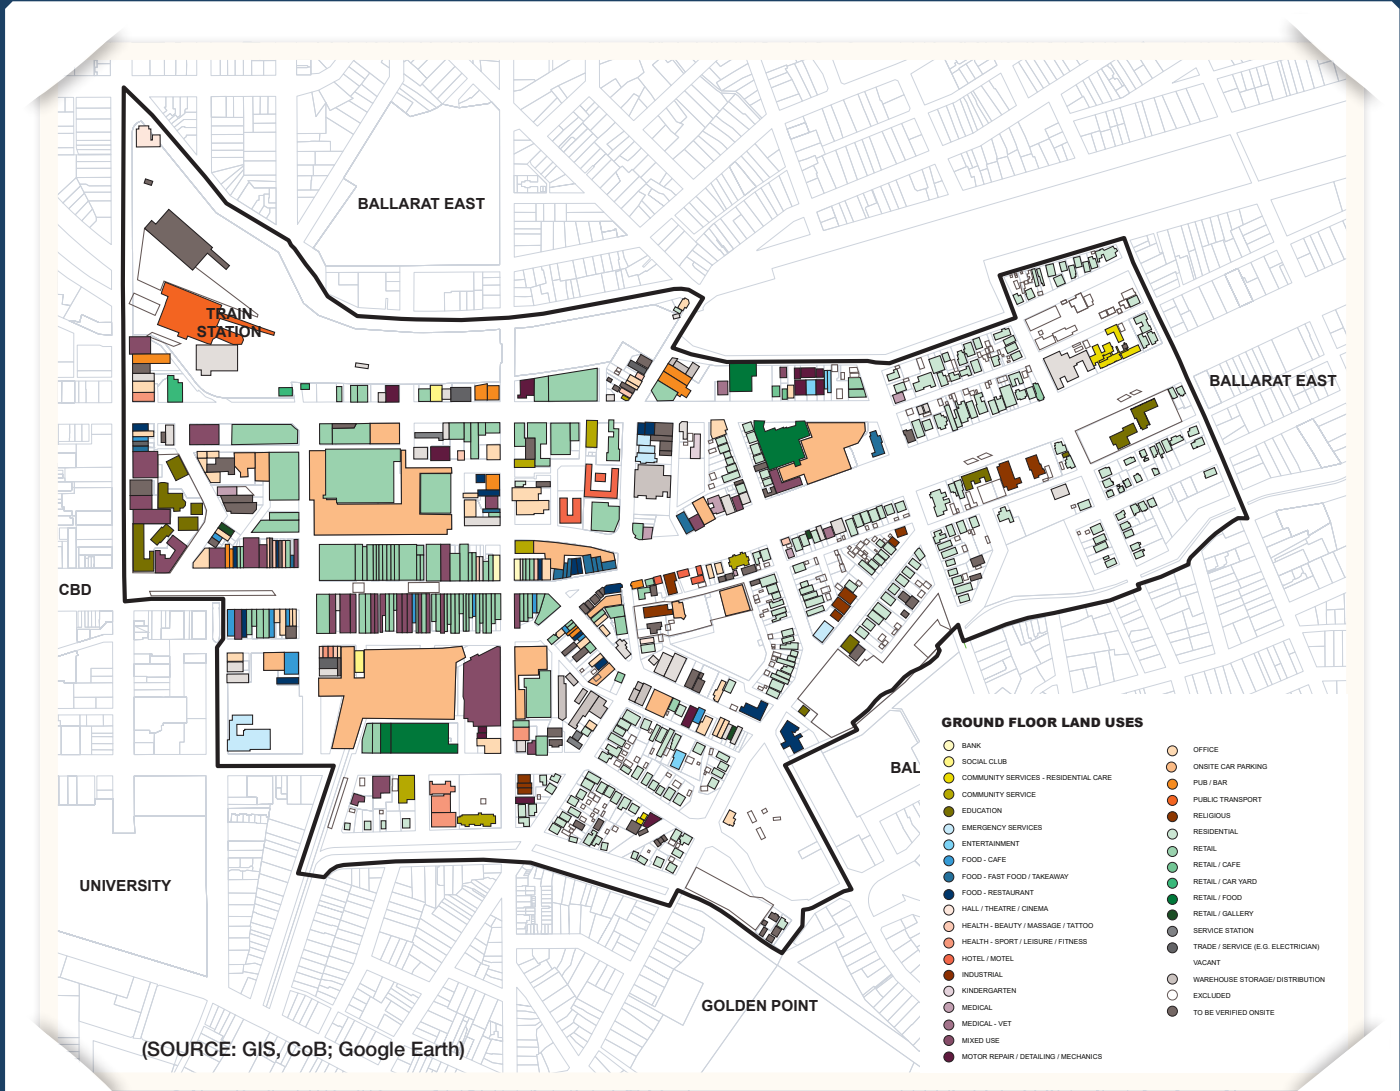 BALLARAT EAST
TRAIN
STATION
BALLARAT EAST
CBD
BAL
UNIVERSITY
GOLDEN POINT
(SOURCE: GIS, CoB; Google Earth)
GROUND FLOOR LAND USES
BANK
SOCIAL CLUB
COMMUNITY SERVICES - RESIDENTIAL CARE
COMMUNITY SERVICE
EDUCATION
EMERGENCY SERVICES
ENTERTAINMENT
FOOD - CAFE
FOOD - FAST FOOD / TAKEAWAY
FOOD - RESTAURANT
HALL / THEATRE / CINEMA
HEALTH - BEAUTY / MASSAGE / TATTOO
HEALTH - SPORT / LEISURE / FITNESS
HOTEL / MOTEL
INDUSTRIAL
KINDERGARTEN
MEDICAL
MEDICAL - VET
MIXED USE
MOTOR REPAIR / DETAILING / MECHANICS
OFFICE
ONSITE CAR PARKING
PUB / BAR
PUBLIC TRANSPORT
RELIGIOUS
RESIDENTIAL
RETAIL
RETAIL / CAFE
RETAIL / CAR YARD
RETAIL / FOOD
RETAIL / GALLERY
SERVICE STATION
TRADE / SERVICE (E.G. ELECTRICIAN)
VACANT
WAREHOUSE STORAGE/ DISTRIBUTION
EXCLUDED
TO BE VERIFIED ONSITE